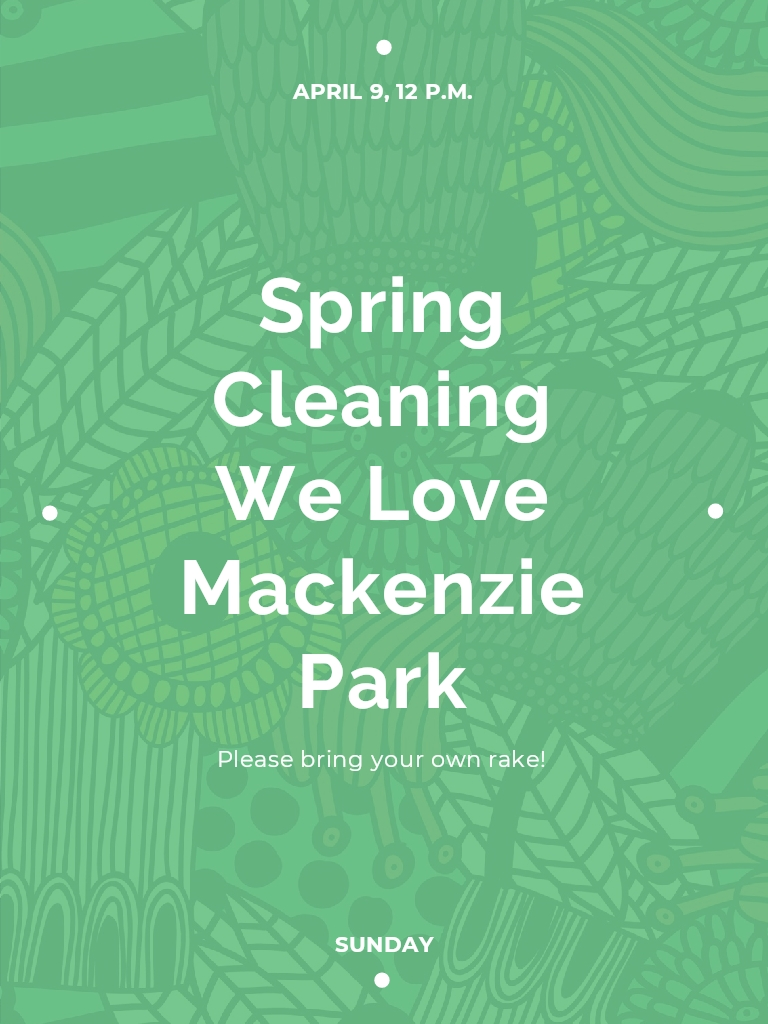 APRIL 9, 12 P.M.
Spring
Cleaning
We Love
Mackenzie
Park
Please bring your own rake!
SUNDAY